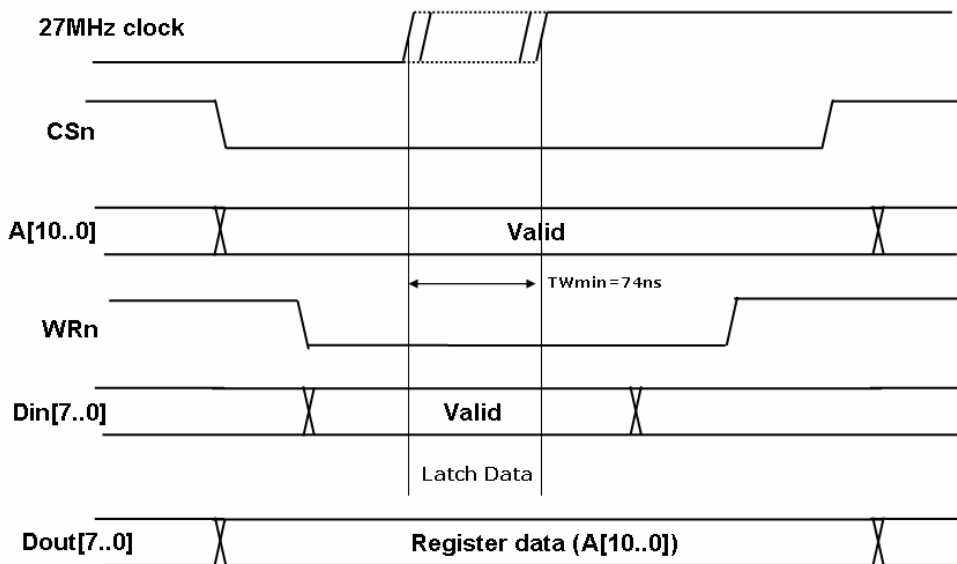 27MHz clock
CSn
A[10..0]
Valid
TWmin=74ns
WRn
Din[7..0]
Valid
Latch Data
Dout[7..0]
Register data (A[10..0])